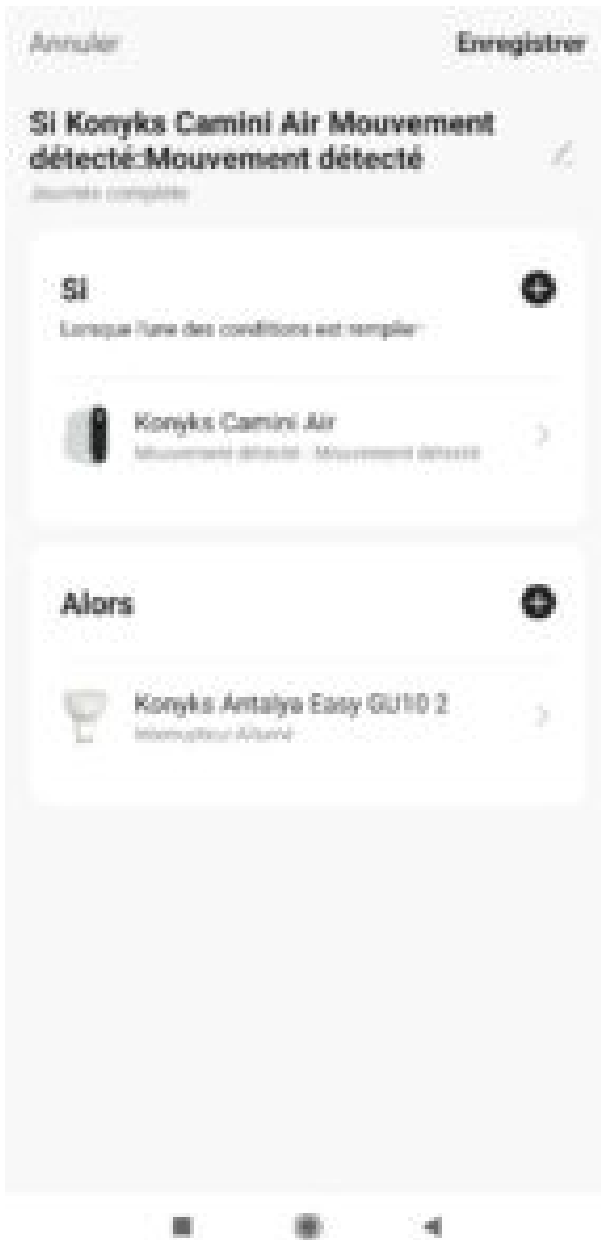 Annuler
Enregistrer
Si Konyks Camini Air Mouvement
détecté:Mouvement détecté
Journée complète
Si
Lorsque l'une des conditions est remplie
Konyks Camini Air
Mouvement détecté : Mouvement détecté
Alors
Konyks Antalya Easy GU10 2
Interrupteur:Allumé